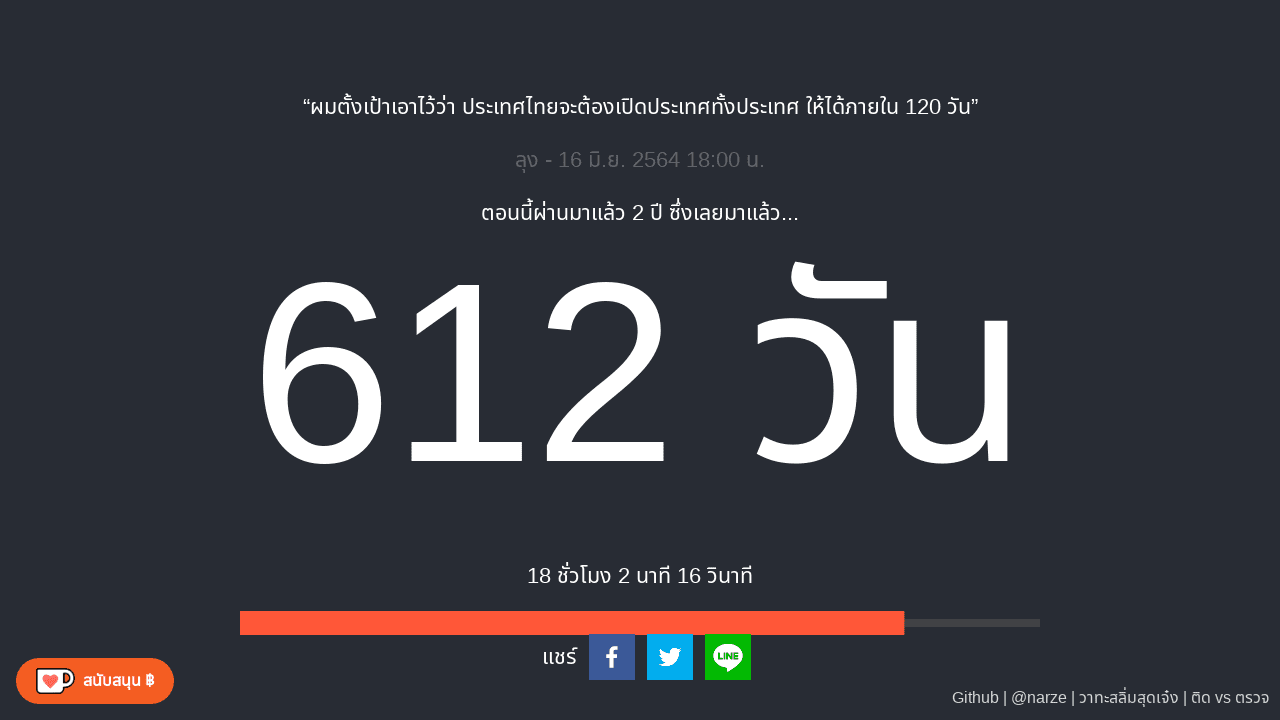 “ผมตั้งเป้าเอาไว้ว่า ประเทศไทยจะต้องเปิดประเทศทั้งประเทศ ให้ได้ภายใน 120 วัน”
ลุง - 16 มิ.ย. 2564 18:00 น.
ตอนนี้ผ่านมาแล้ว 2 ปี ซึ่งเลยมาแล้ว...
612 วัน
18 ชั่วโมง 2 นาที 16 วินาที
แชร์
LINE
สนับสนุน ฿
Github | @narze | วาทะสลิ่มสุดเจ๋ง | ติด vs ตรวจ